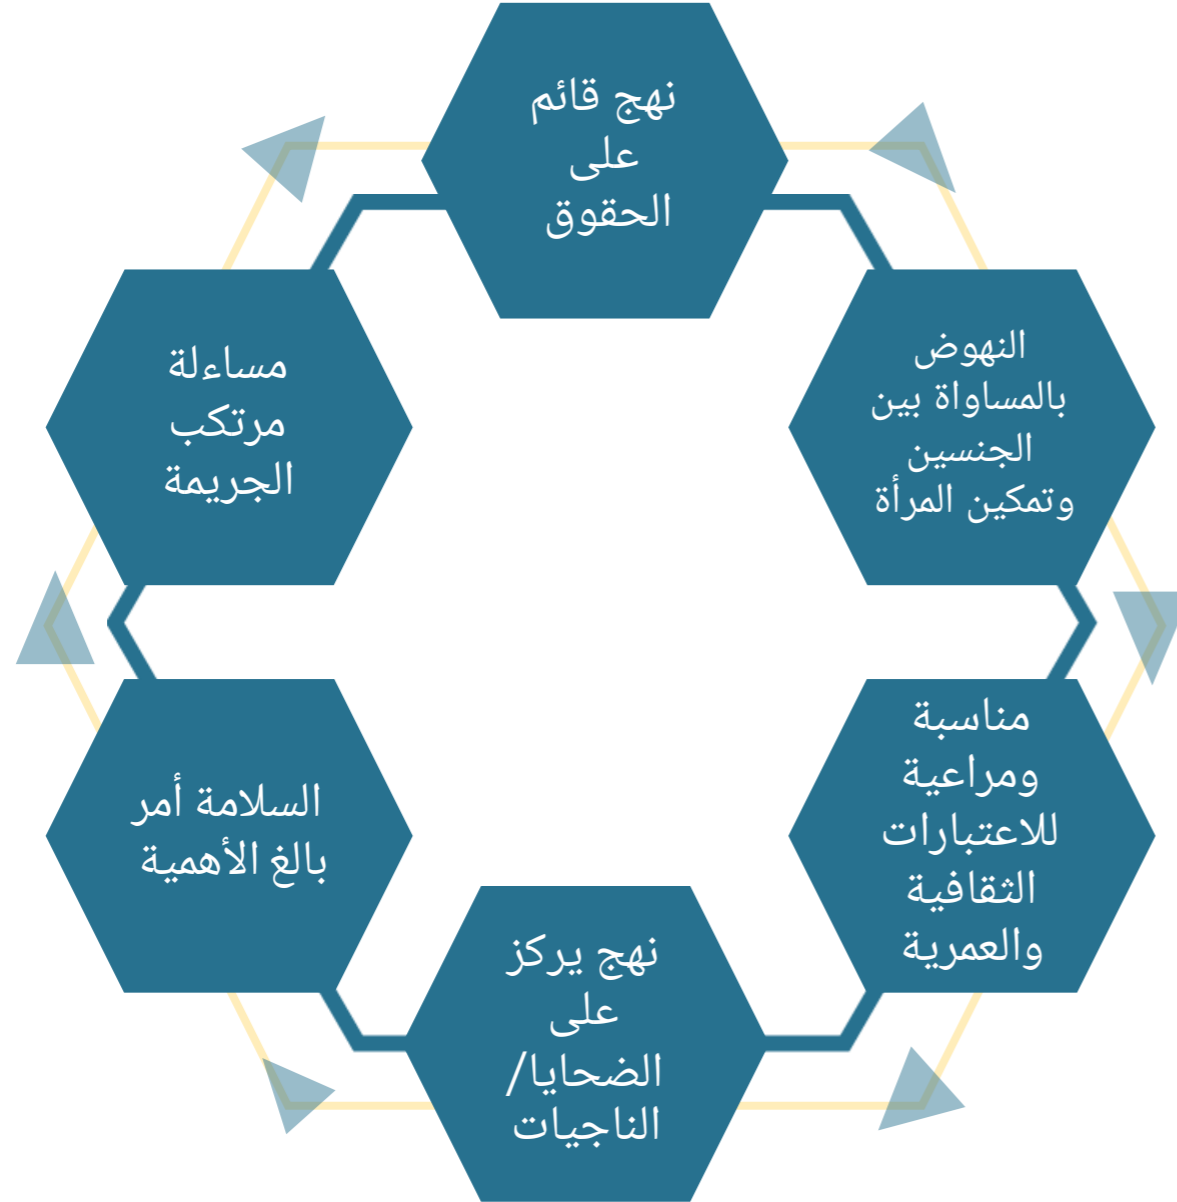 نهج قائم
على
الحقوق
النهوض
بالمساواة بين
الجنسين
وتمكين المرأة
مناسبة
ومراعية
للاعتبارات
الثقافية
والعمرية
نهج يركز
على
الضحايا/
الناجيات
السلامة أمر
بالغ الأهمية
مساءلة
مرتكب
الجريمة